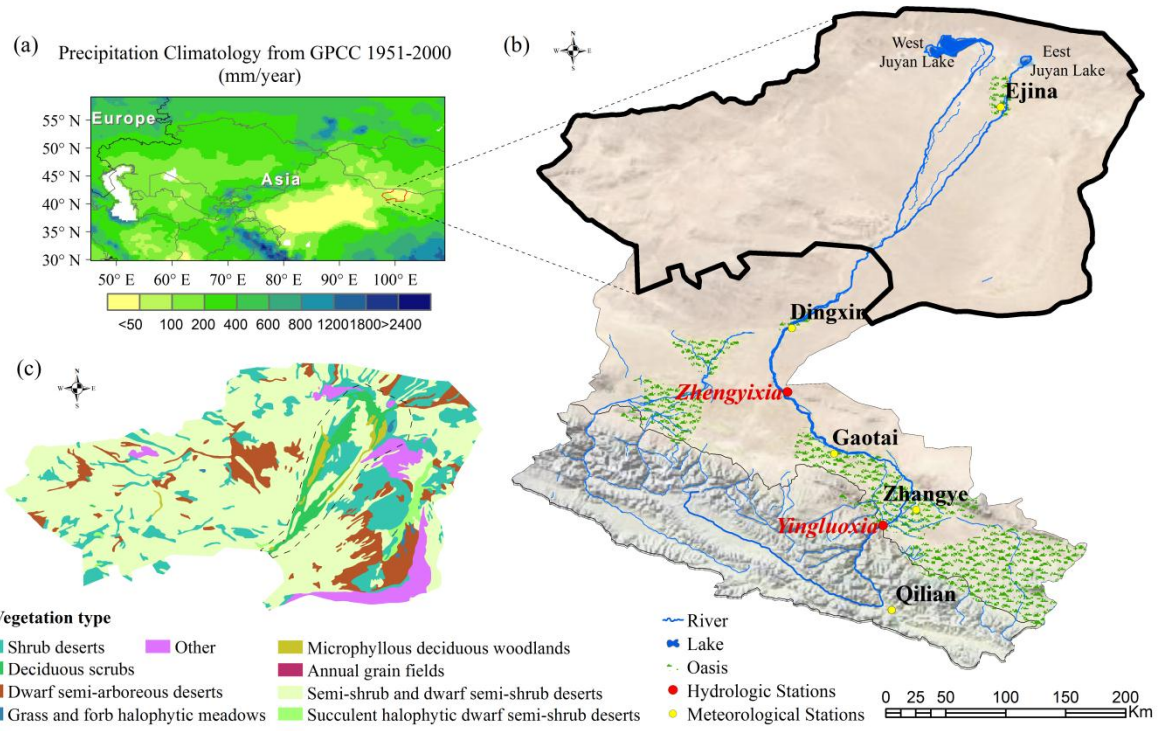 (a)
Precipitation Climatology from GPCC 1951-2000
(mm/year)
55° N
50° N
45° N
40° N
35° N
30° N
Europe
Asia
50° E 60° E 70° E 80° E 90° E 100° E
<50 100 200 400 600 800 1200 1800 >2400
(b)
N
W E
S
West
Juyan Lake
Eest
Juyan Lake
Ejina
Dingxin
Zhengyixia
Gaotai
Zhangye
Yingluoxia
Qilian
River
Lake
Oasis
Hydrologic Stations
Meteorological Stations
0 25 50 100 150 200
Km
(c)
N
W E
S
Vegetation type
Shrub deserts
Other
Deciduous scrubs
Dwarf semi-arboreous deserts
Grass and forb halophytic meadows
Microphyllous deciduous woodlands
Annual grain fields
Semi-shrub and dwarf semi-shrub deserts
Succulent halophytic dwarf semi-shrub deserts